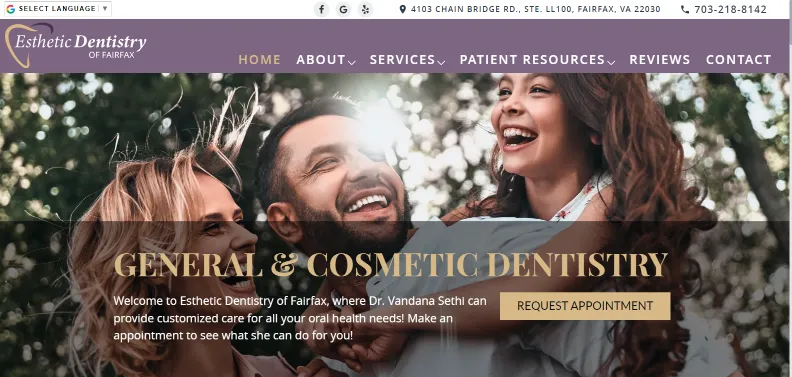 SELECT LANGUAGE ▼
4103 CHAIN BRIDGE RD., STE. LL100, FAIRFAX, VA 22030
703-218-8142
Esthetic Dentistry
OF FAIRFAX
HOME ABOUT SERVICES PATIENT RESOURCES REVIEWS CONTACT
GENERAL & COSMETIC DENTISTRY
Welcome to Esthetic Dentistry of Fairfax, where Dr. Vandana Sethi can
provide customized care for all your oral health needs! Make an
appointment to see what she can do for you!
REQUEST APPOINTMENT